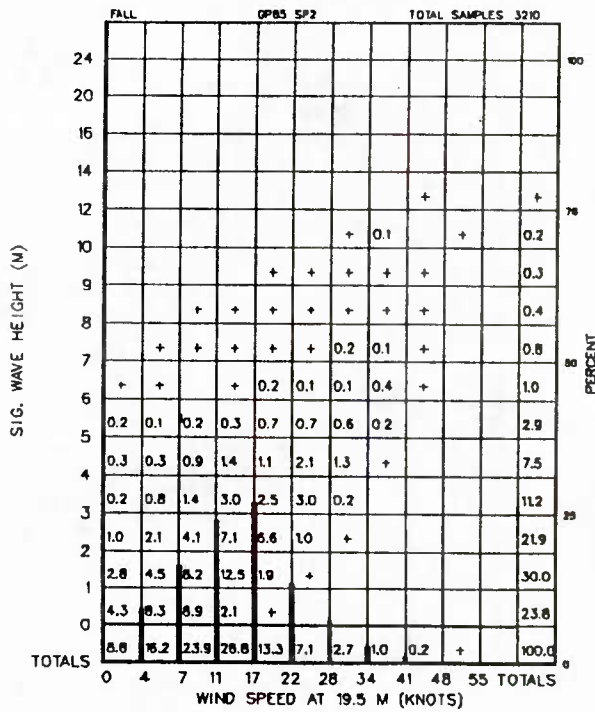 FALL GP85 SP2 TOTAL SAMPLES 3210
24 100
20
16
14
+ +
12 75
+ 0.1 + 0.2
10
+ + + + + 0.3
9
+ + + + + + + 0.4
8
+ + + + + 0.2 0.1 + 0.8
7 50
+ + + 0.2 0.1 0.1 0.4 + 1.0
6
0.2 0.1 0.2 0.3 0.7 0.7 0.6 0.2 2.9
5
0.3 0.3 0.9 1.4 1.1 2.1 1.3 + 7.5
4
0.2 0.8 1.4 3.0 2.5 3.0 0.2 11.2
3 25
1.0 2.1 4.1 7.1 6.6 1.0 + 21.9
2
2.8 4.5 8.2 12.5 1.9 + 30.0
1
4.3 8.3 8.9 2.1 + 23.8
0
8.8 16.2 23.9 26.8 13.3 7.1 2.7 1.0 0.2 + 100.0
TOTALS 0
0 4 7 11 17 22 28 34 41 48 55 TOTALS
WIND SPEED AT 19.5 M (KNOTS)
SIG. WAVE HEIGHT (M)
PERCENT